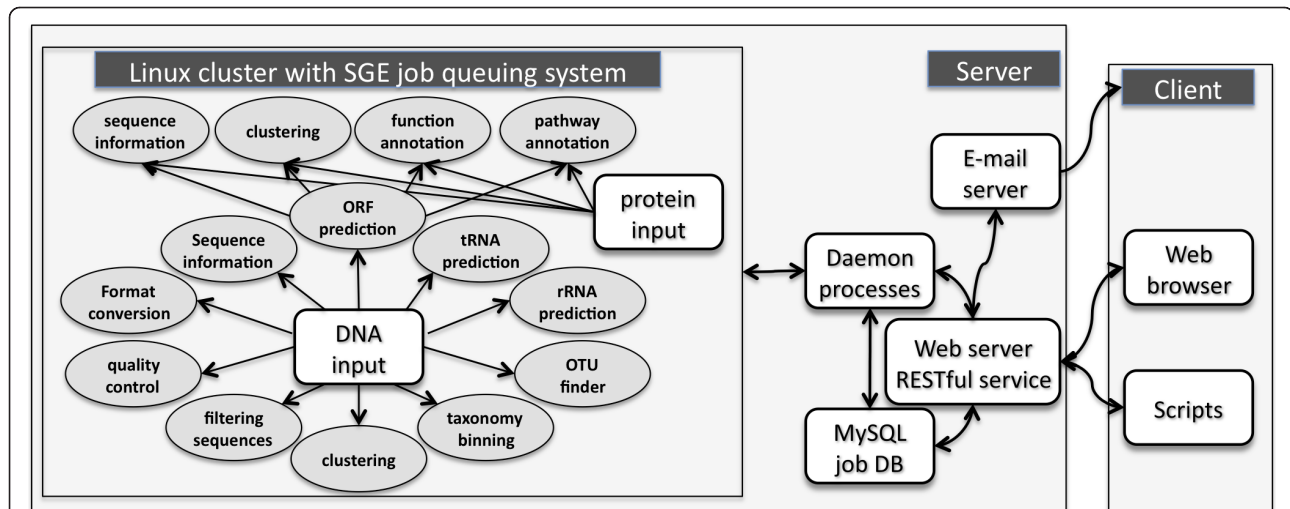 Linux cluster with SGE job queuing system
Server
Client
sequence
information
clustering
function
annotation
pathway
annotation
E-mail
server
protein
input
ORF
prediction
Sequence
information
tRNA
prediction
Format
conversion
rRNA
prediction
DNA
input
quality
control
OTU
finder
filtering
sequences
taxonomy
binning
clustering
Daemon
processes
Web
browser
Web server
RESTful service
Scripts
MySQL
job DB